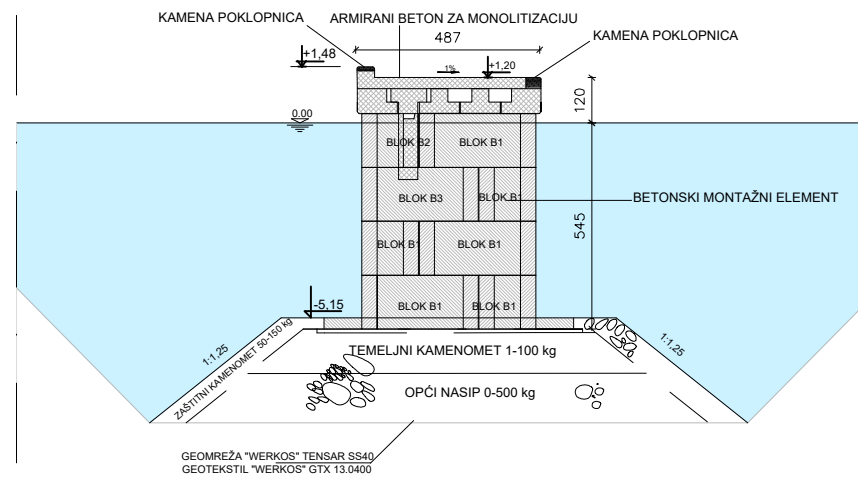 KAMENA POKLOPNICA
ARMIRANI BETON ZA MONOLITIZACIJU
487
KAMENA POKLOPNICA
+1,48
1%
+1,20
120
0.00
BLOK B2
BLOK B1
BLOK B3
BLOK B1
BETONSKI MONTAŽNI ELEMENT
545
BLOK B1
BLOK B1
-5,15
BLOK B1
BLOK B1
1:1,25
ZAŠTITNI KAMENOMET 50-150 kg
TEMELJNI KAMENOMET 1-100 kg
1:1,25
OPĆI NASIP 0-500 kg
GEOMREŽA "WERKOS" TENSAR SS40
GEOTEKSTIL "WERKOS" GTX 13.0400